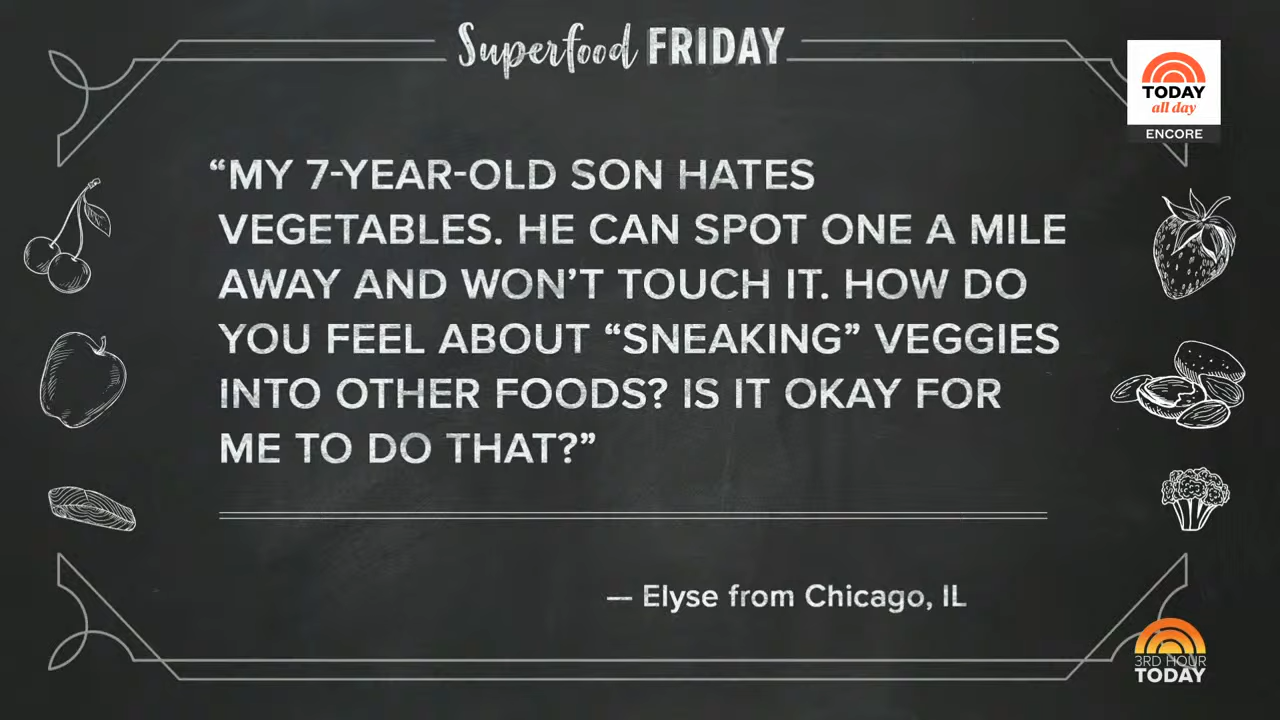 Superfood FRIDAY
TODAY
all day
ENCORE
“MY 7-YEAR-OLD SON HATES
VEGETABLES. HE CAN SPOT ONE A MILE
AWAY AND WON’T TOUCH IT. HOW DO
YOU FEEL ABOUT “SNEAKING” VEGGIES
INTO OTHER FOODS? IS IT OKAY FOR
ME TO DO THAT?”
— Elyse from Chicago, IL
3RD HOUR
TODAY